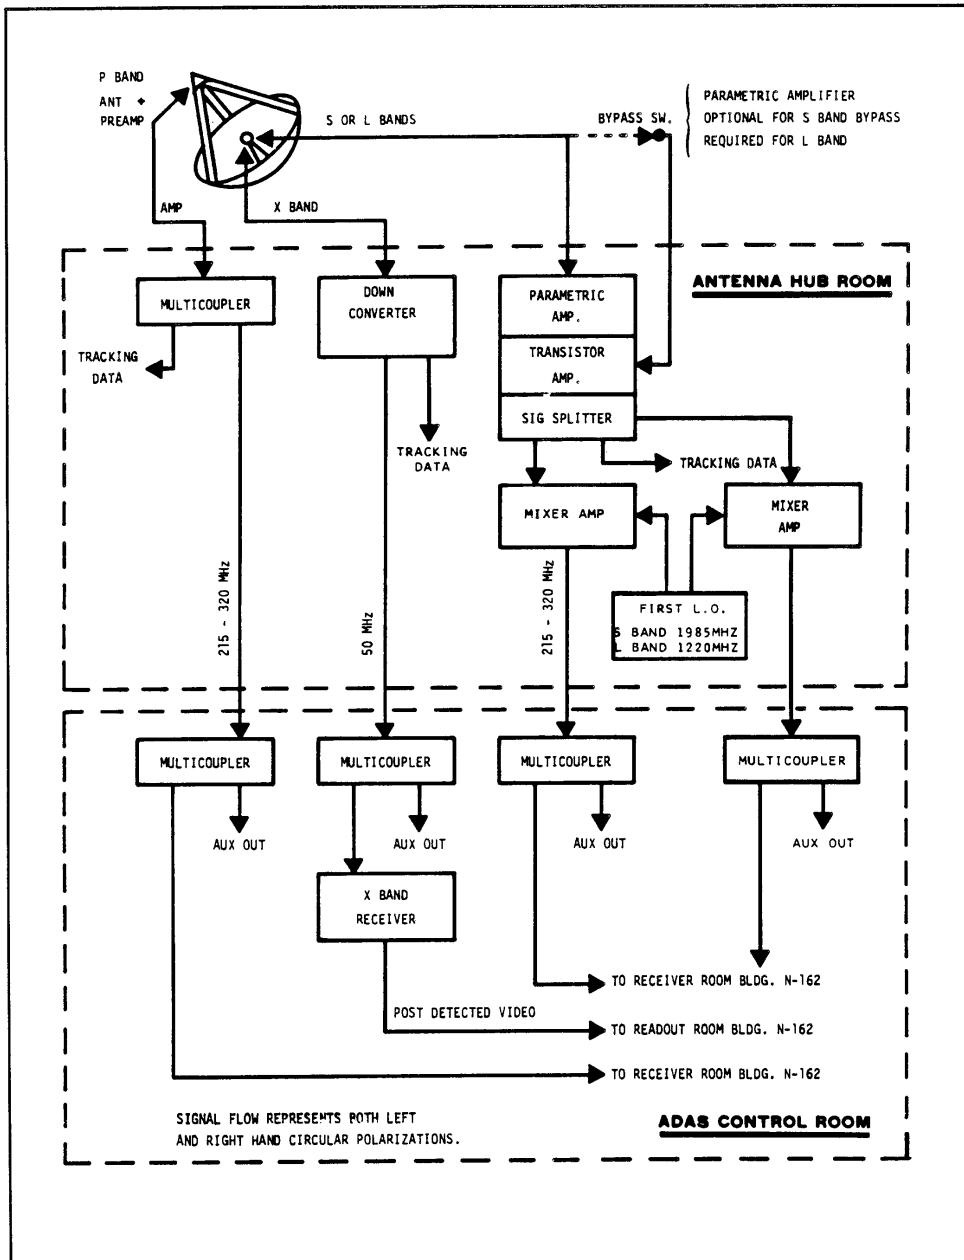 P BAND
ANT +
PREAMP
S OR L BANDS
BYPASS SW.
PARAMETRIC AMPLIFIER
OPTIONAL FOR S BAND BYPASS
REQUIRED FOR L BAND
AMP
X BAND
ANTENNA HUB ROOM
MULTICOUPLER
DOWN
CONVERTER
PARAMETRIC
AMP.
TRANSISTOR
AMP.
SIG SPLITTER
TRACKING
DATA
TRACKING
DATA
TRACKING DATA
MIXER AMP
MIXER
AMP
FIRST L.O.
S BAND 1985MHZ
L BAND 1220MHZ
215 - 320 MHz
50 MHz
215 - 320 MHz
MULTICOUPLER
MULTICOUPLER
MULTICOUPLER
MULTICOUPLER
AUX OUT
AUX OUT
AUX OUT
AUX OUT
X BAND
RECEIVER
TO RECEIVER ROOM BLDG. N-162
POST DETECTED VIDEO
TO READOUT ROOM BLDG. N-162
TO RECEIVER ROOM BLDG. N-162
SIGNAL FLOW REPRESENTS BOTH LEFT
AND RIGHT HAND CIRCULAR POLARIZATIONS.
ADAS CONTROL ROOM